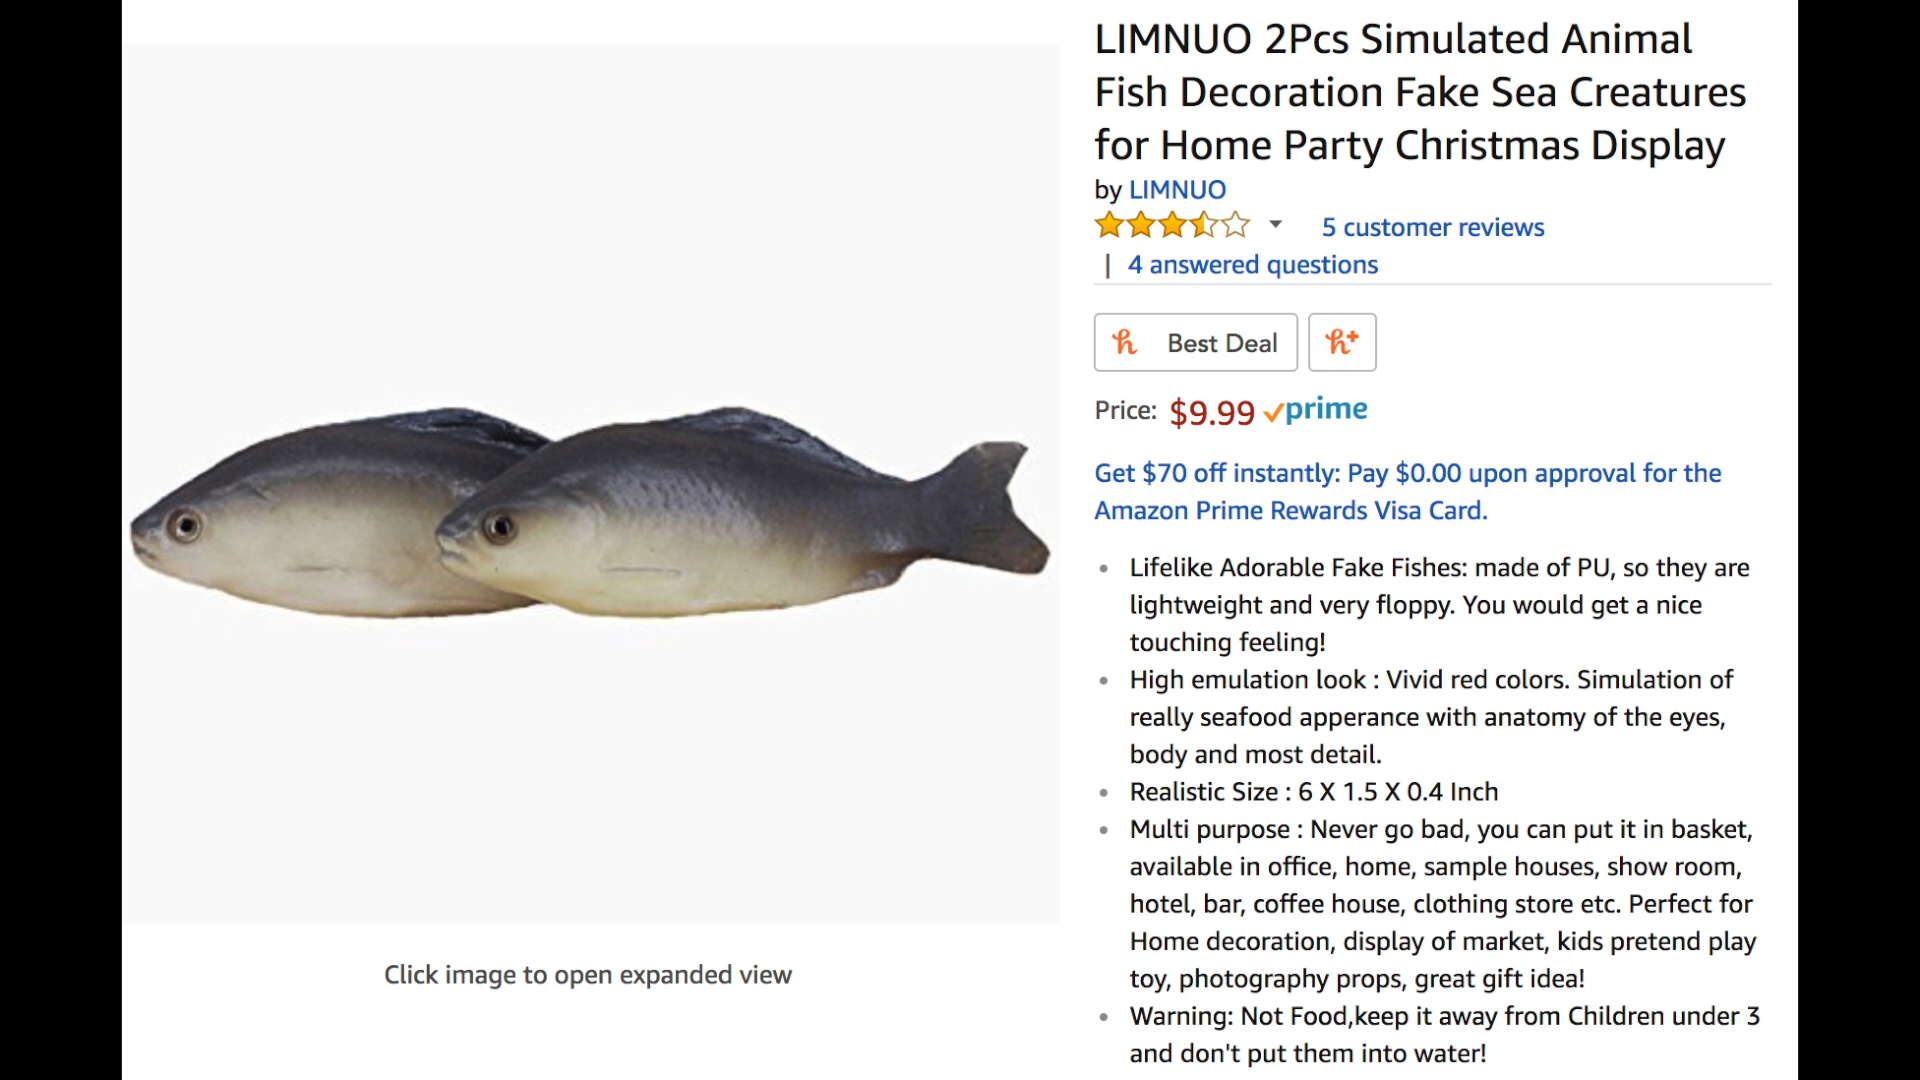 LIMNUO 2Pcs Simulated Animal
Fish Decoration Fake Sea Creatures
for Home Party Christmas Display
by LIMNUO
5 customer reviews
| 4 answered questions
h Best Deal h+
Price: $9.99 prime
Get $70 off instantly: Pay $0.00 upon approval for the
Amazon Prime Rewards Visa Card.
• Lifelike Adorable Fake Fishes: made of PU, so they are
lightweight and very floppy. You would get a nice
touching feeling!
• High emulation look : Vivid red colors. Simulation of
really seafood apperance with anatomy of the eyes,
body and most detail.
• Realistic Size : 6 X 1.5 X 0.4 Inch
• Multi purpose : Never go bad, you can put it in basket,
available in office, home, sample houses, show room,
hotel, bar, coffee house, clothing store etc. Perfect for
Home decoration, display of market, kids pretend play
toy, photography props, great gift idea!
• Warning: Not Food,keep it away from Children under 3
and don't put them into water!
Click image to open expanded view